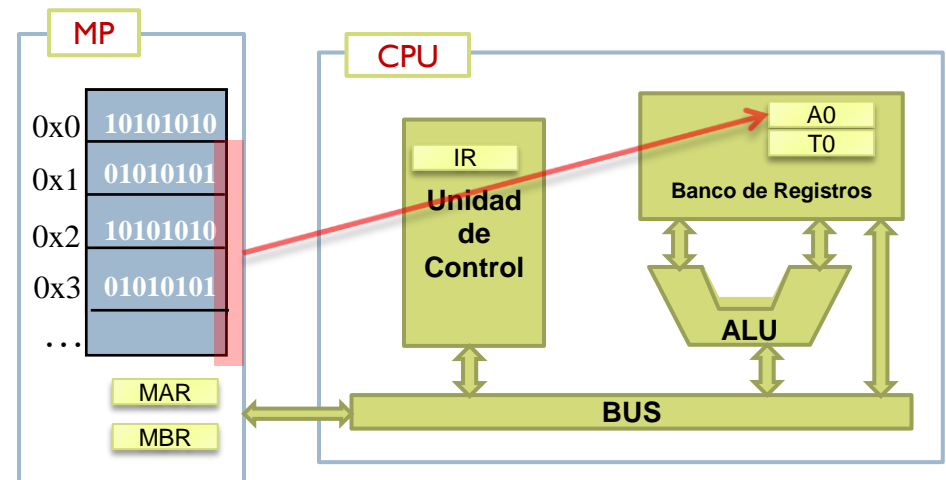 MP
0x0 10101010
0x1 01010101
0x2 10101010
0x3 01010101
...
MAR
MBR
CPU
IR
Unidad
de
Control
A0
T0
Banco de Registros
ALU
BUS